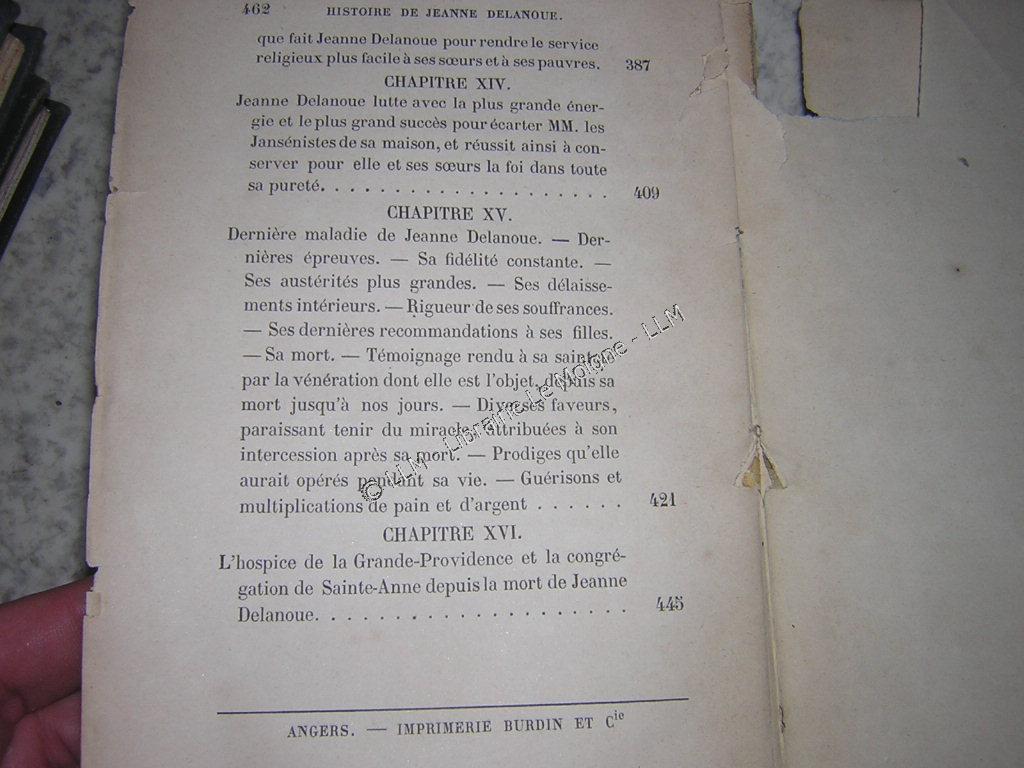 462 HISTOIRE DE JEANNE DELANOUE.
que fait Jeanne Delanoue pour rendre le service
religieux plus facile à ses sœurs et à ses pauvres. 387
CHAPITRE XIV.
Jeanne Delanoue lutte avec la plus grande éner-
gie et le plus grand succès pour écarter MM. les
Jansénistes de sa maison, et réussit ainsi à con-
server pour elle et ses sœurs la foi dans toute
sa pureté. . . . . . . . . . . . . . . . . . . . 409
CHAPITRE XV.
Dernière maladie de Jeanne Delanoue. — Der-
nières épreuves. — Sa fidélité constante. —
Ses austérités plus grandes. — Ses délaisse-
ments intérieurs. — Rigueur de ses souffrances.
— Ses dernières recommandations à ses filles.
— Sa mort. — Témoignage rendu à sa sainteté
par la vénération dont elle est l'objet, depuis sa
mort jusqu'à nos jours. — Diverses faveurs,
paraissant tenir du miracle, attribuées à son
intercession après sa mort. — Prodiges qu'elle
aurait opérés pendant sa vie. — Guérisons et
multiplications de pain et d'argent . . . . . . 421
CHAPITRE XVI.
L'hospice de la Grande-Providence et la congré-
gation de Sainte-Anne depuis la mort de Jeanne
Delanoue. . . . . . . . . . . . . . . . . . . . 445
ANGERS. — IMPRIMERIE BURDIN ET Cie
© LLM - Librairie Le Moigne - LLM